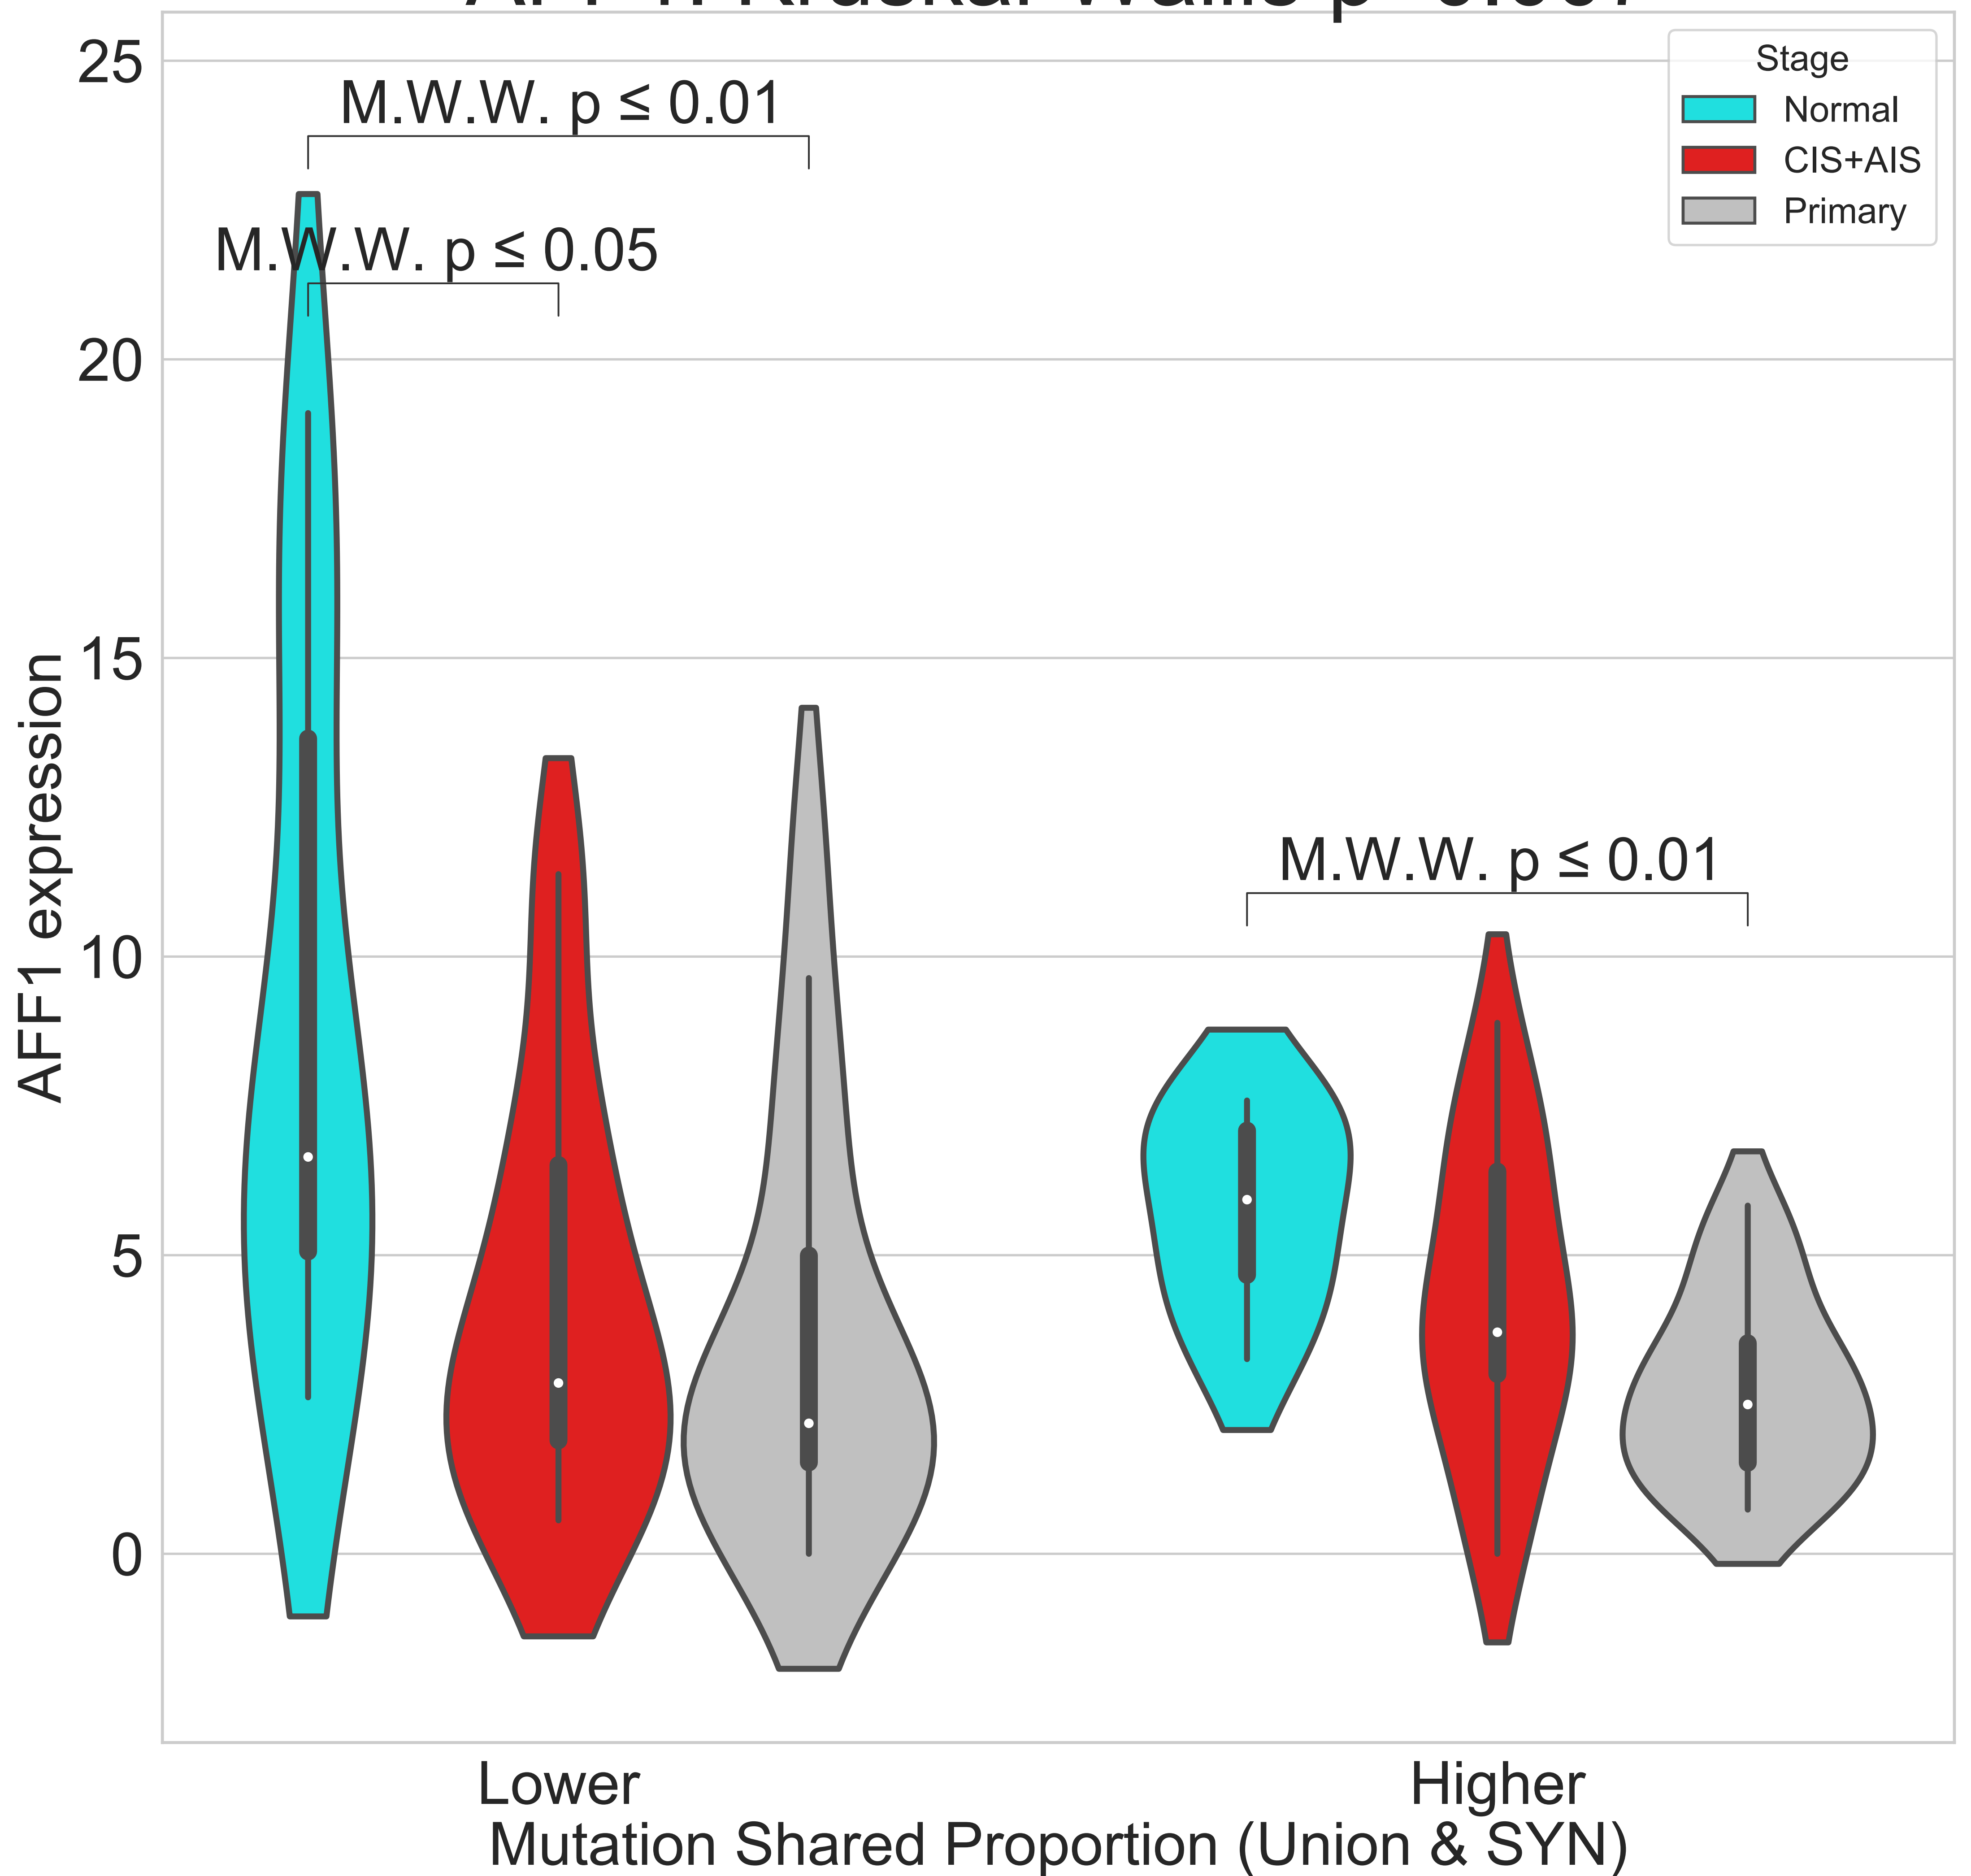 25
20
15
10
5
0
AFF1 expression
M.W.W. p ≤ 0.01
M.W.W. p ≤ 0.05
M.W.W. p ≤ 0.01
Stage
Normal
CIS+AIS
Primary
Lower
Higher
Mutation Shared Proportion (Union & SYN)